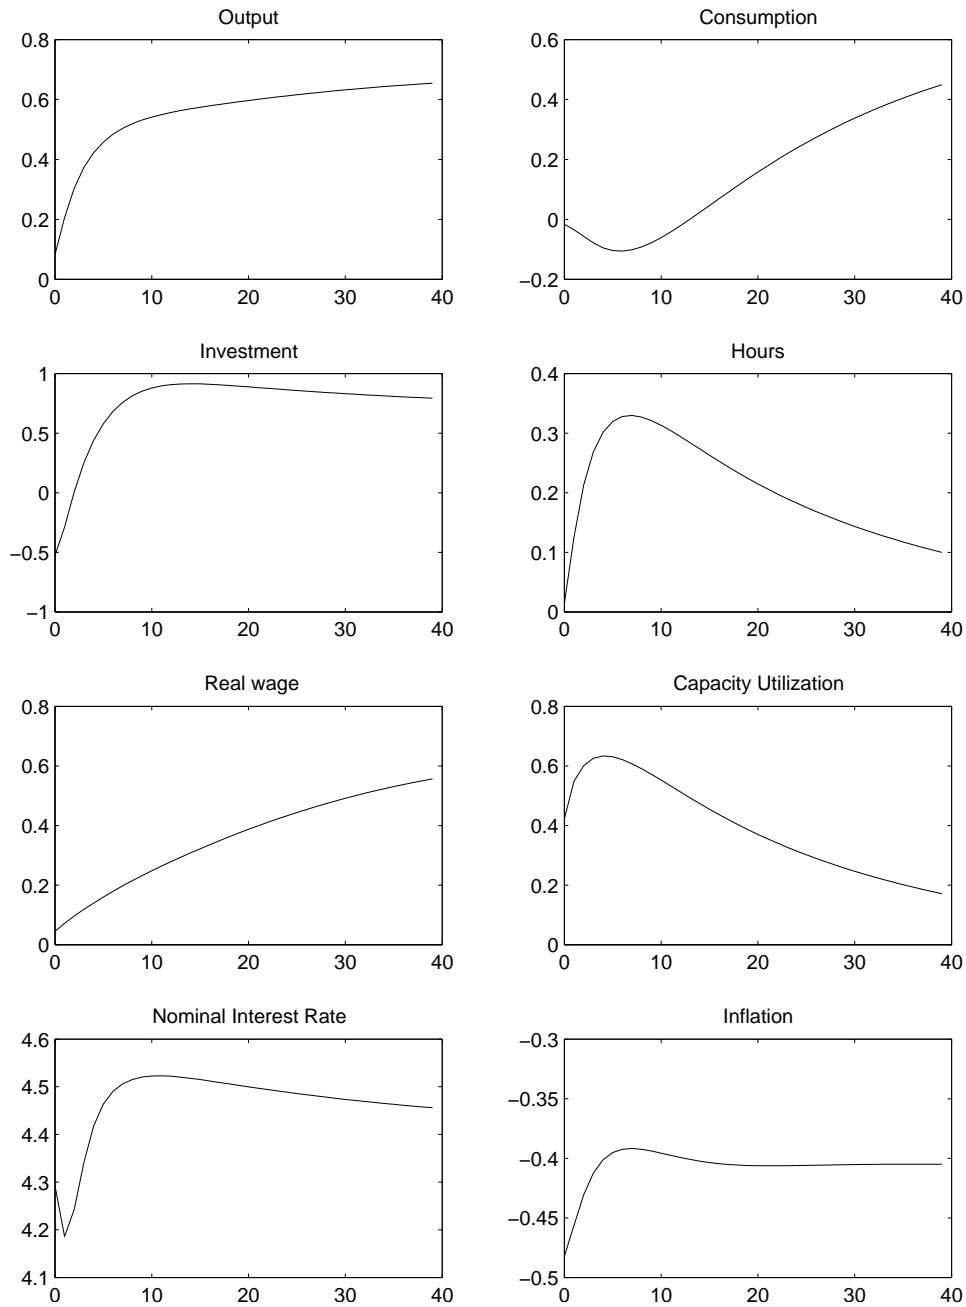 Output
0.8
0.6
0.4
0.2
0
0 10 20 30 40
Consumption
0.6
0.4
0.2
0
−0.2
0 10 20 30 40
Investment
1
0.5
0
−0.5
−1
0 10 20 30 40
Hours
0.4
0.3
0.2
0.1
0
0 10 20 30 40
Real wage
0.8
0.6
0.4
0.2
0
0 10 20 30 40
Capacity Utilization
0.8
0.6
0.4
0.2
0
0 10 20 30 40
Nominal Interest Rate
4.6
4.5
4.4
4.3
4.2
4.1
0 10 20 30 40
Inflation
−0.3
−0.35
−0.4
−0.45
−0.5
0 10 20 30 40